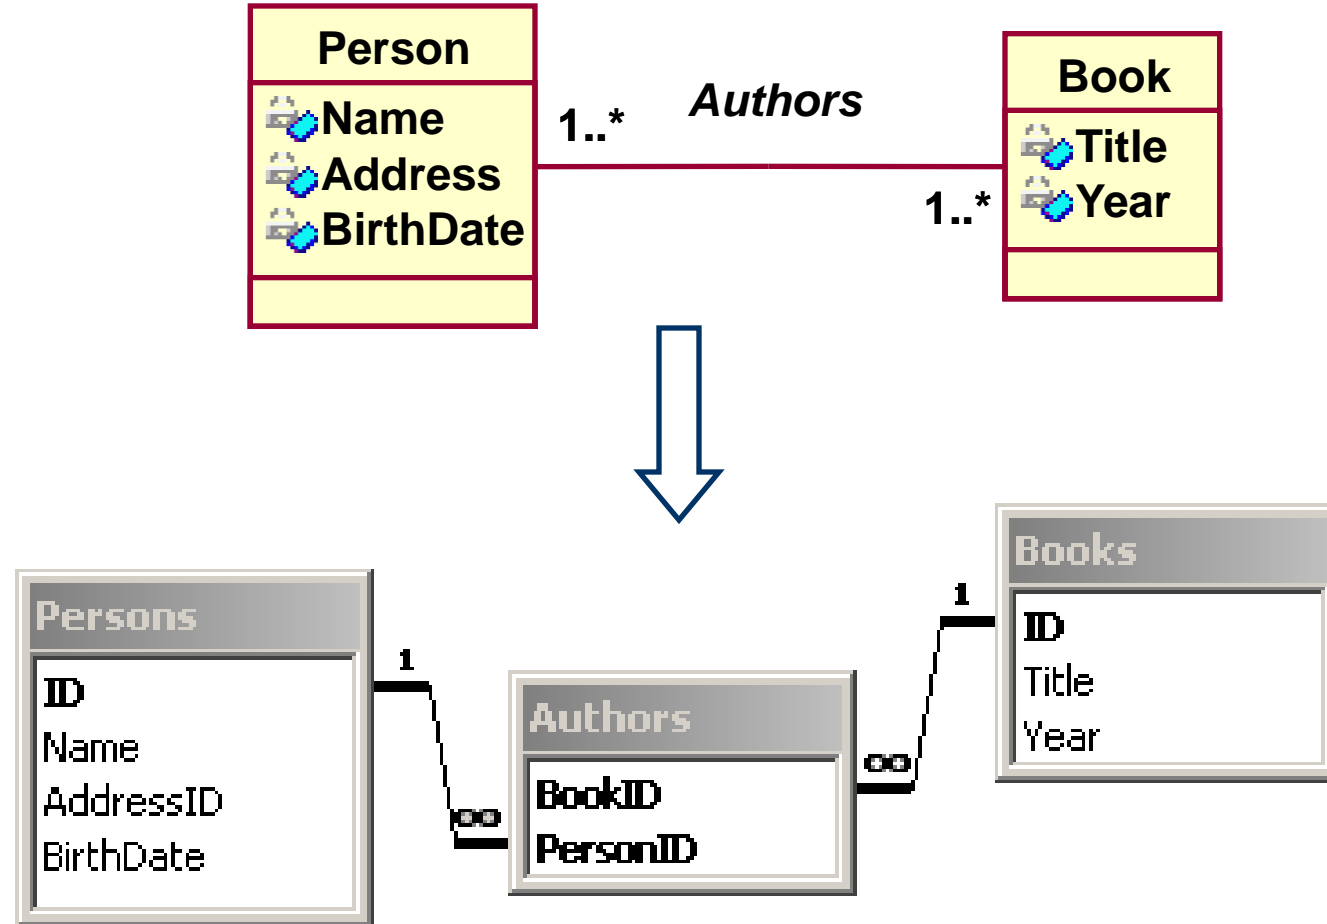 Person
Name
Address
BirthDate
1..*
Authors
1..*
Book
Title
Year
Persons
ID
Name
AddressID
BirthDate
1
∞
Authors
BookID
PersonID
∞
1
Books
ID
Title
Year